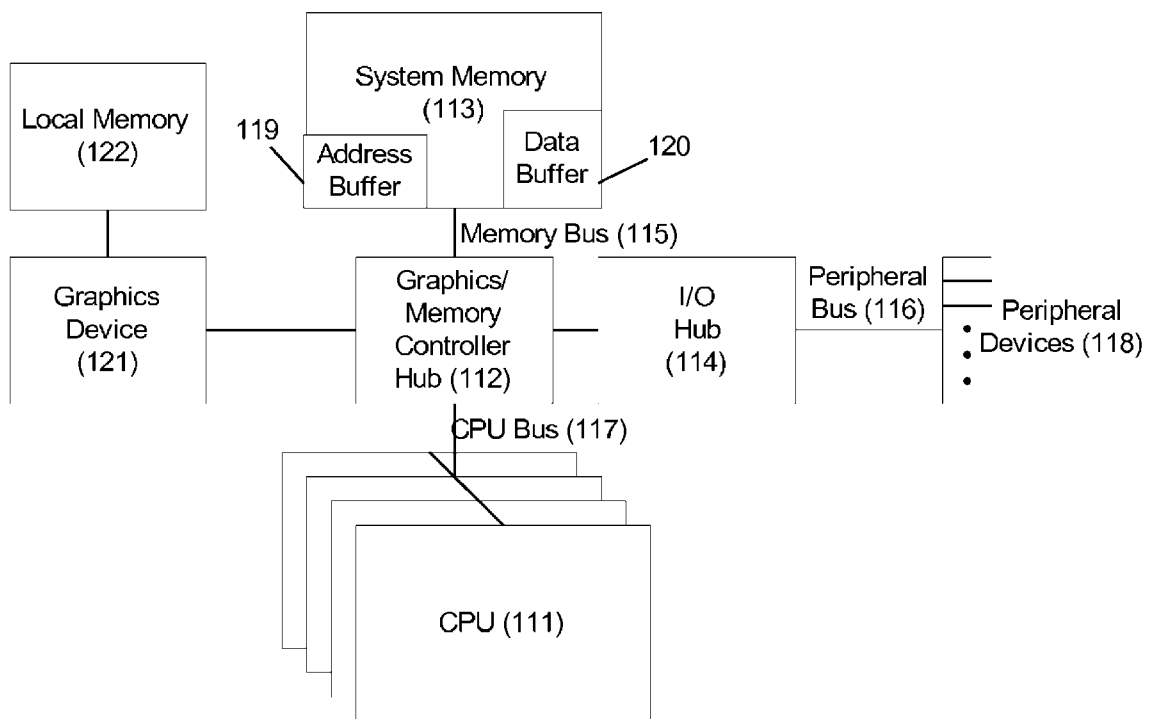 System Memory
(113)
Local Memory
(122)
119
Address
Buffer
Data
Buffer
120
Memory Bus (115)
Graphics
Device
(121)
Graphics/
Memory
Controller
Hub (112)
I/O
Hub
(114)
Peripheral
Bus (116)
Peripheral
Devices (118)
CPU Bus (117)
CPU (111)